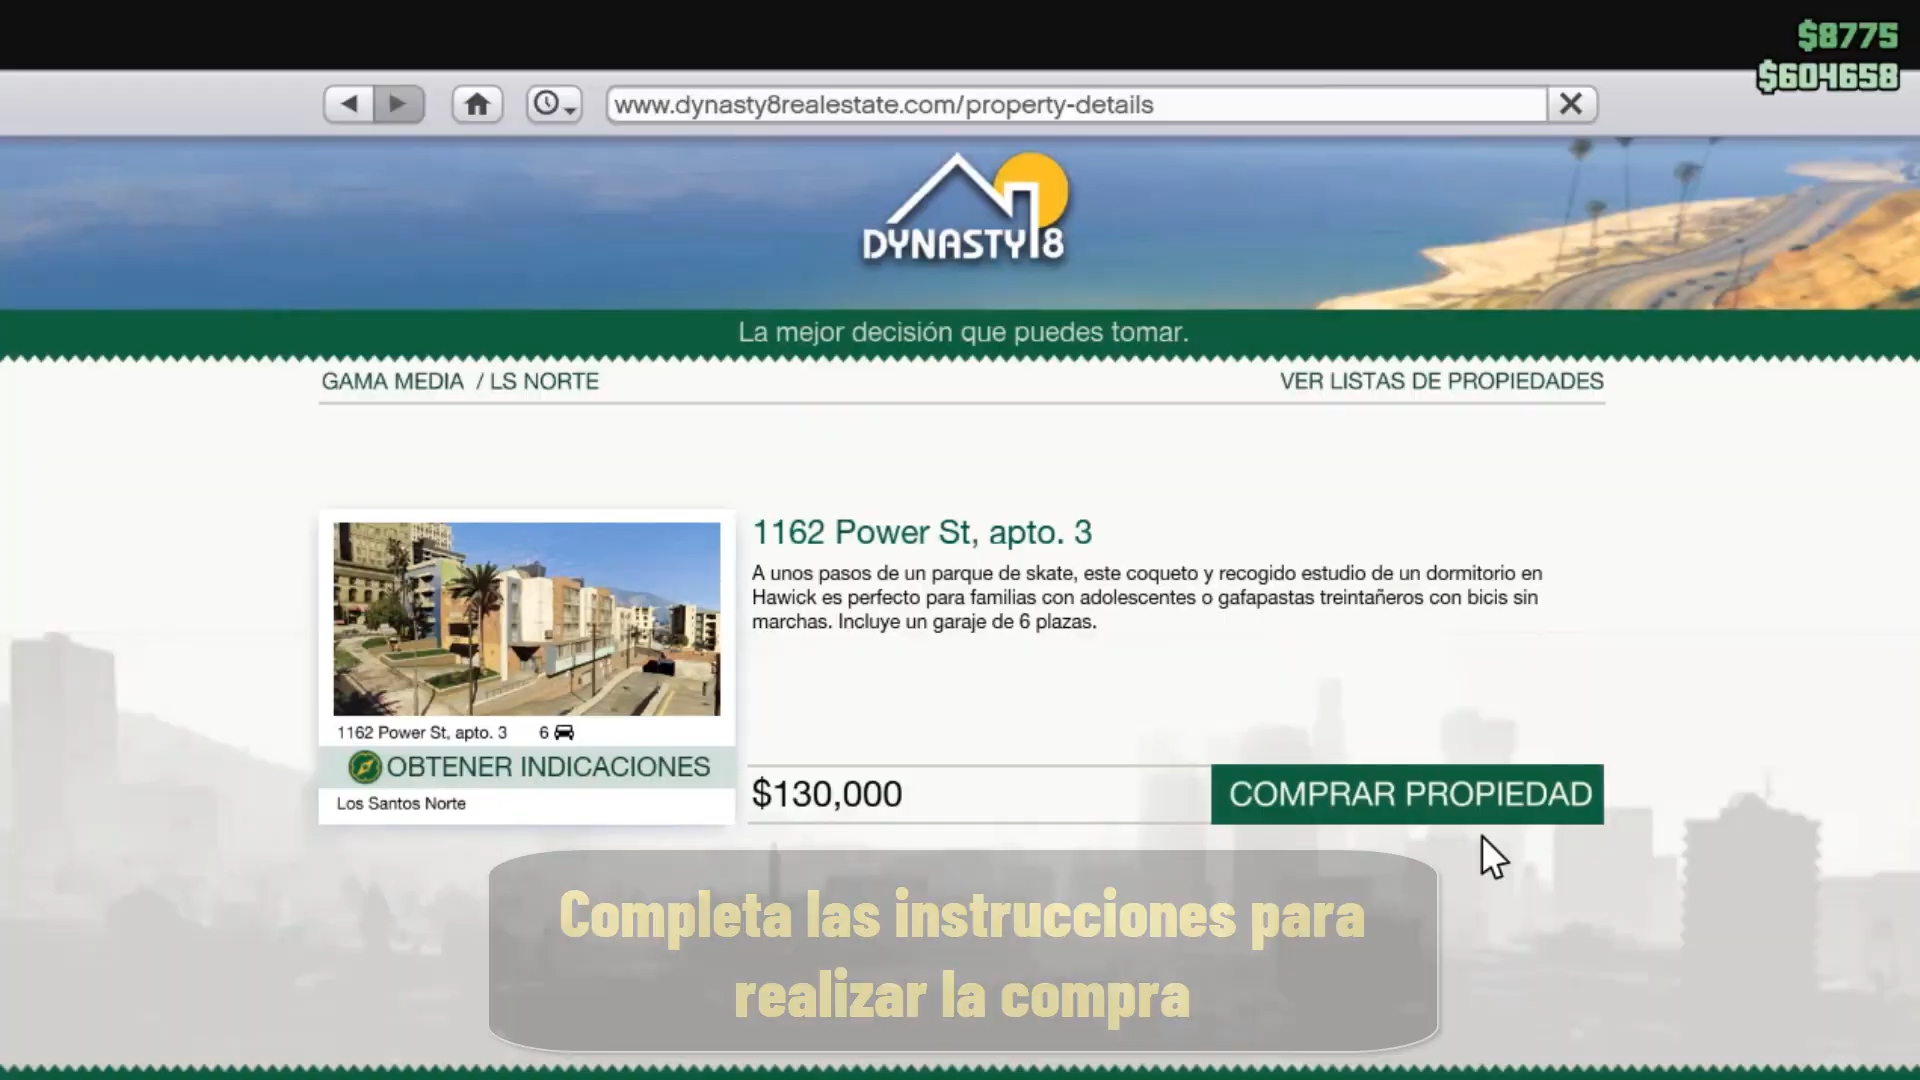 $8775
$604658
www.dynasty8realestate.com/property-details
DYNASTY 8
La mejor decisión que puedes tomar.
GAMA MEDIA / LS NORTE
VER LISTAS DE PROPIEDADES
1162 Power St, apto. 3
A unos pasos de un parque de skate, este coqueto y recogido estudio de un dormitorio en
Hawick es perfecto para familias con adolescentes o gafapastas treintañeros con bicis sin
marchas. Incluye un garaje de 6 plazas.
1162 Power St, apto. 3 6
OBTENER INDICACIONES
Los Santos Norte
$130,000
COMPRAR PROPIEDAD
Completa las instrucciones para
realizar la compra